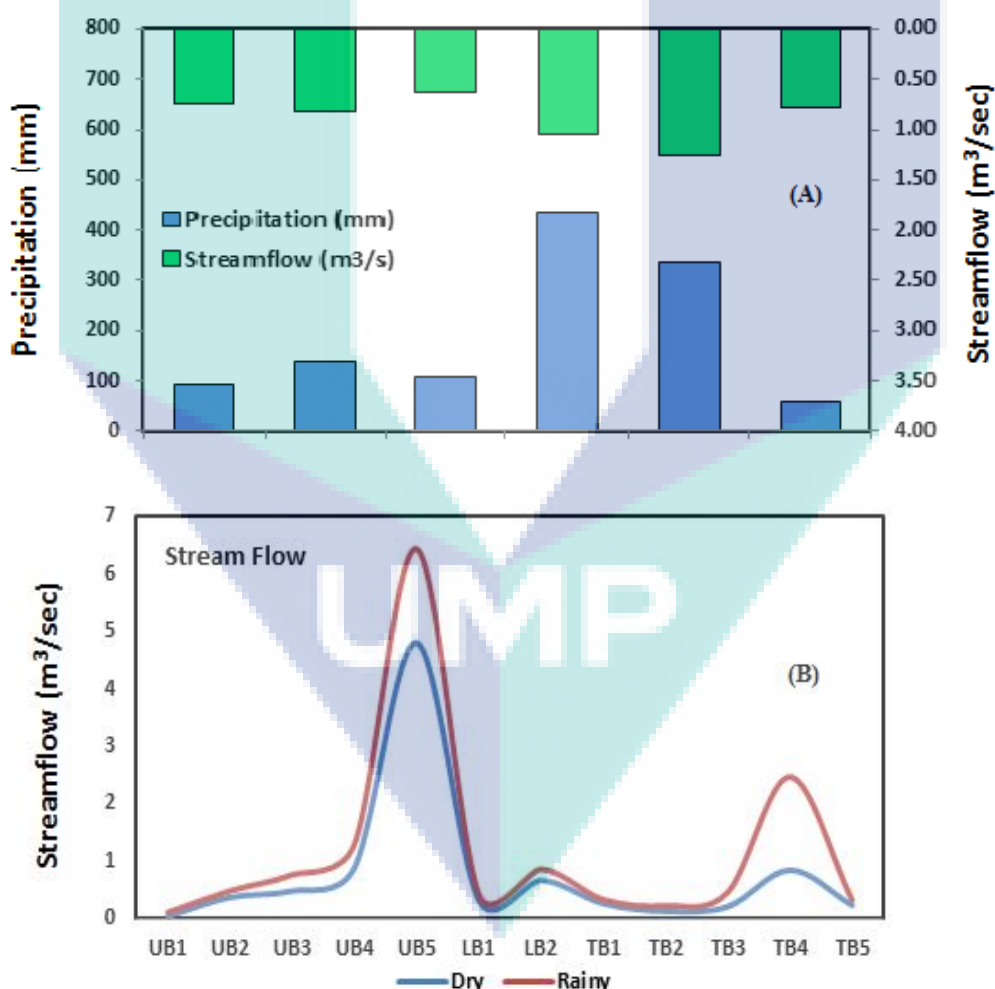 800
700
600
500
400
300
200
100
0
Precipitation (mm)
0.00
0.50
1.00
1.50
2.00
2.50
3.00
3.50
4.00
Streamflow (m³/sec)
(A)
Precipitation (mm)
Streamflow (m3/s)
7
6
5
4
3
2
1
0
Streamflow (m³/sec)
Stream Flow
UMP
(B)
UB1 UB2 UB3 UB4 UB5 LB1 LB2 TB1 TB2 TB3 TB4 TB5
Dry Rainy